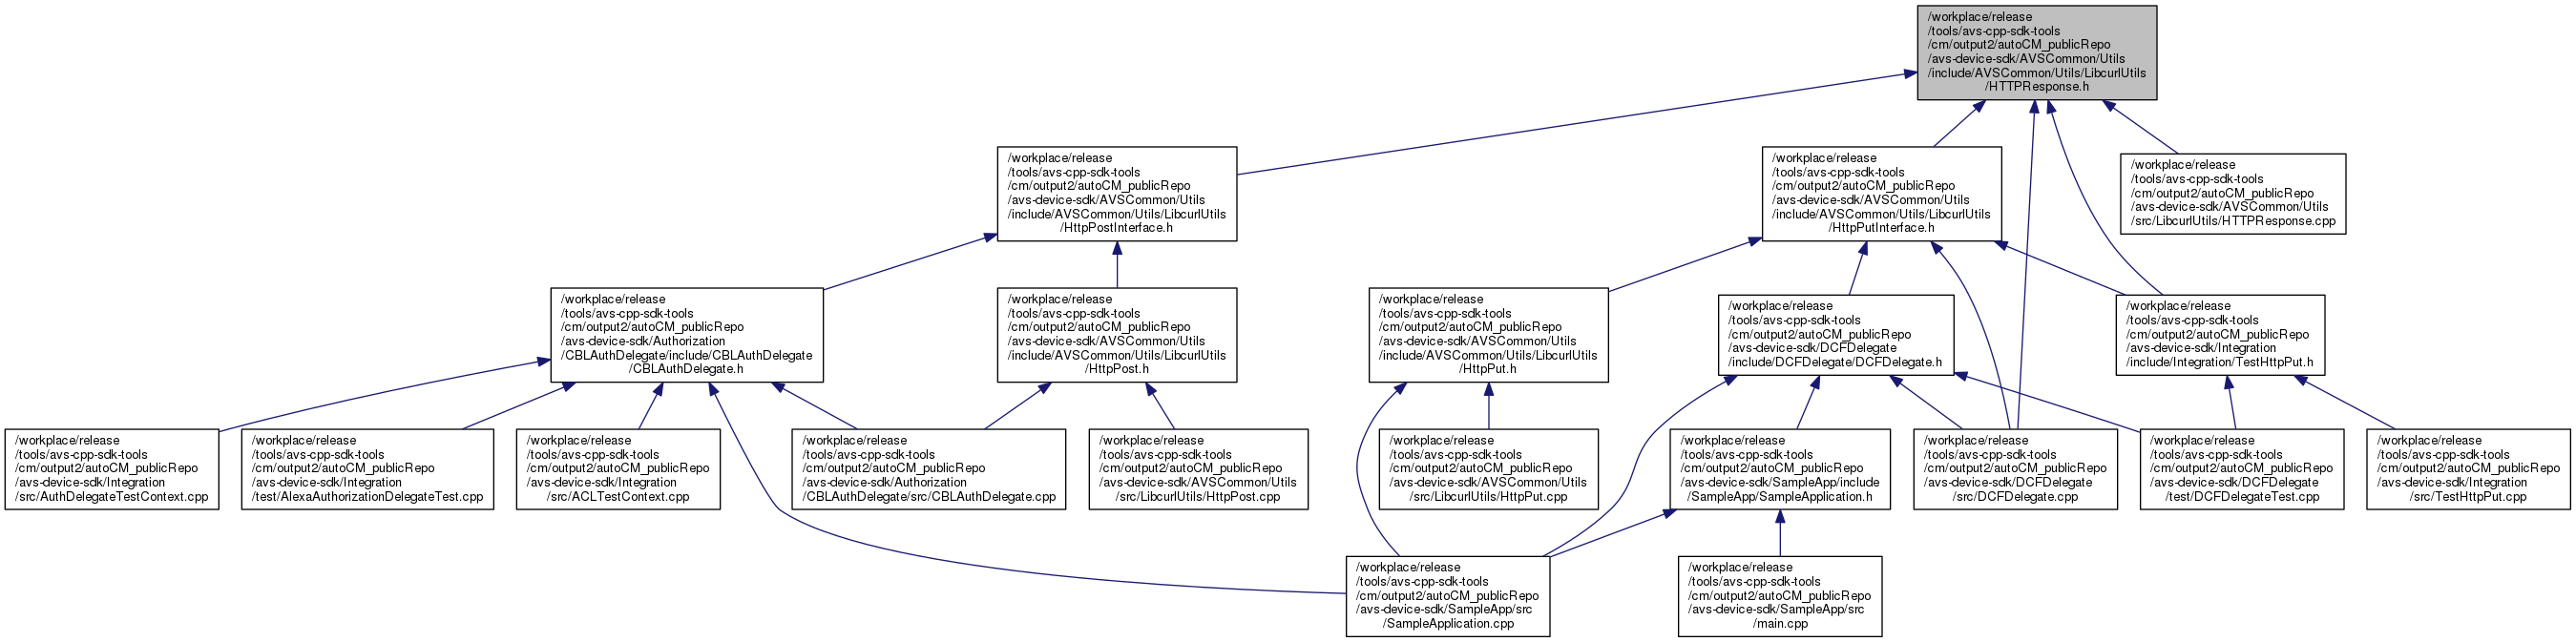 /workplace/release
/tools/avs-cpp-sdk-tools
/cm/output2/autoCM_publicRepo
/avs-device-sdk/AVSCommon/Utils
/include/AVSCommon/Utils/LibcurlUtils
/HTTPResponse.h
/workplace/release
/tools/avs-cpp-sdk-tools
/cm/output2/autoCM_publicRepo
/avs-device-sdk/AVSCommon/Utils
/include/AVSCommon/Utils/LibcurlUtils
/HttpPostInterface.h
/workplace/release
/tools/avs-cpp-sdk-tools
/cm/output2/autoCM_publicRepo
/avs-device-sdk/AVSCommon/Utils
/include/AVSCommon/Utils/LibcurlUtils
/HttpPutInterface.h
/workplace/release
/tools/avs-cpp-sdk-tools
/cm/output2/autoCM_publicRepo
/avs-device-sdk/AVSCommon/Utils
/src/LibcurlUtils/HTTPResponse.cpp
/workplace/release
/tools/avs-cpp-sdk-tools
/cm/output2/autoCM_publicRepo
/avs-device-sdk/Authorization
/CBLAuthDelegate/include/CBLAuthDelegate
/CBLAuthDelegate.h
/workplace/release
/tools/avs-cpp-sdk-tools
/cm/output2/autoCM_publicRepo
/avs-device-sdk/AVSCommon/Utils
/include/AVSCommon/Utils/LibcurlUtils
/HttpPost.h
/workplace/release
/tools/avs-cpp-sdk-tools
/cm/output2/autoCM_publicRepo
/avs-device-sdk/AVSCommon/Utils
/include/AVSCommon/Utils/LibcurlUtils
/HttpPut.h
/workplace/release
/tools/avs-cpp-sdk-tools
/cm/output2/autoCM_publicRepo
/avs-device-sdk/DCFDelegate
/include/DCFDelegate/DCFDelegate.h
/workplace/release
/tools/avs-cpp-sdk-tools
/cm/output2/autoCM_publicRepo
/avs-device-sdk/Integration
/include/Integration/TestHttpPut.h
/workplace/release
/tools/avs-cpp-sdk-tools
/cm/output2/autoCM_publicRepo
/avs-device-sdk/Integration
/src/AuthDelegateTestContext.cpp
/workplace/release
/tools/avs-cpp-sdk-tools
/cm/output2/autoCM_publicRepo
/avs-device-sdk/Integration
/test/AlexaAuthorizationDelegateTest.cpp
/workplace/release
/tools/avs-cpp-sdk-tools
/cm/output2/autoCM_publicRepo
/avs-device-sdk/Integration
/src/ACLTestContext.cpp
/workplace/release
/tools/avs-cpp-sdk-tools
/cm/output2/autoCM_publicRepo
/avs-device-sdk/Authorization
/CBLAuthDelegate/src/CBLAuthDelegate.cpp
/workplace/release
/tools/avs-cpp-sdk-tools
/cm/output2/autoCM_publicRepo
/avs-device-sdk/AVSCommon/Utils
/src/LibcurlUtils/HttpPost.cpp
/workplace/release
/tools/avs-cpp-sdk-tools
/cm/output2/autoCM_publicRepo
/avs-device-sdk/AVSCommon/Utils
/src/LibcurlUtils/HttpPut.cpp
/workplace/release
/tools/avs-cpp-sdk-tools
/cm/output2/autoCM_publicRepo
/avs-device-sdk/SampleApp/include
/SampleApp/SampleApplication.h
/workplace/release
/tools/avs-cpp-sdk-tools
/cm/output2/autoCM_publicRepo
/avs-device-sdk/DCFDelegate
/src/DCFDelegate.cpp
/workplace/release
/tools/avs-cpp-sdk-tools
/cm/output2/autoCM_publicRepo
/avs-device-sdk/DCFDelegate
/test/DCFDelegateTest.cpp
/workplace/release
/tools/avs-cpp-sdk-tools
/cm/output2/autoCM_publicRepo
/avs-device-sdk/Integration
/src/TestHttpPut.cpp
/workplace/release
/tools/avs-cpp-sdk-tools
/cm/output2/autoCM_publicRepo
/avs-device-sdk/SampleApp/src
/SampleApplication.cpp
/workplace/release
/tools/avs-cpp-sdk-tools
/cm/output2/autoCM_publicRepo
/avs-device-sdk/SampleApp/src
/main.cpp